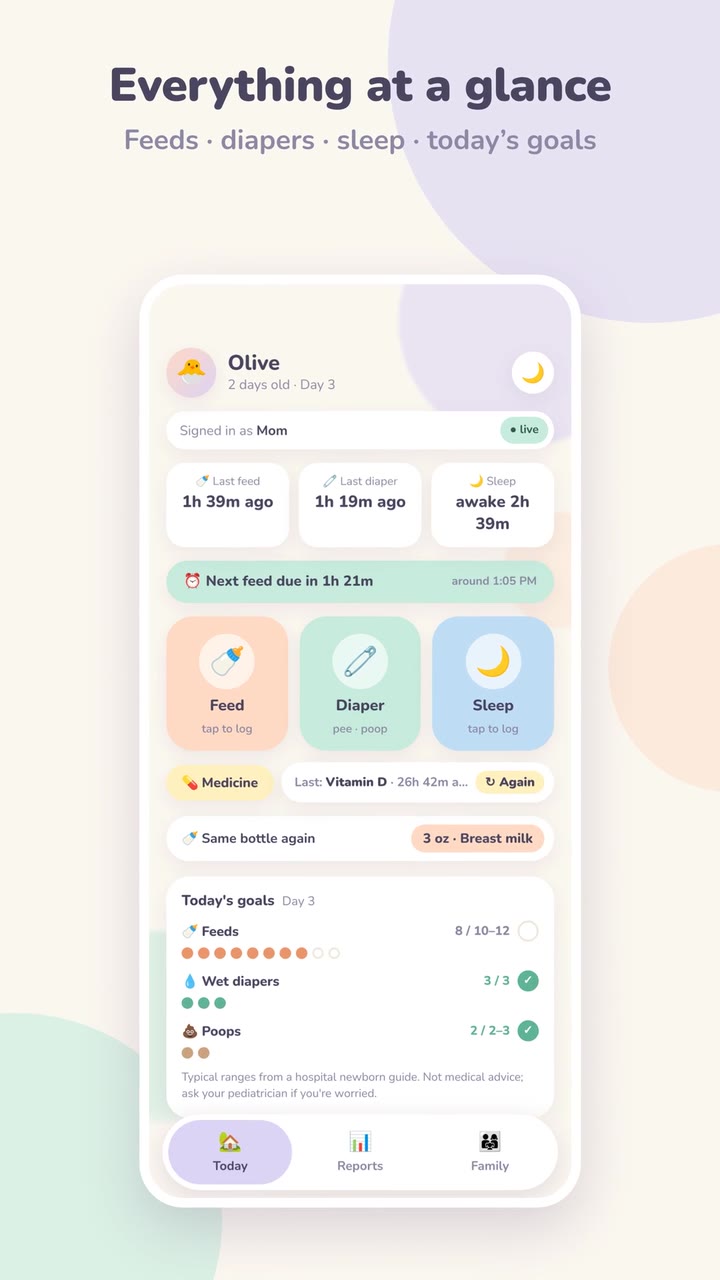 Everything at a glance
Feeds · diapers · sleep · today’s goals
Olive
2 days old · Day 3
Signed in as Mom
● live
🍼 Last feed
1h 39m ago
🧷 Last diaper
1h 19m ago
🌙 Sleep
awake 2h
39m
⏰ Next feed due in 1h 21m
around 1:05 PM
Feed
tap to log
Diaper
pee · poop
Sleep
tap to log
💊 Medicine
Last: Vitamin D · 26h 42m a…
↻ Again
🍼 Same bottle again
3 oz · Breast milk
Today's goals Day 3
🍼 Feeds
8 / 10–12
💧 Wet diapers
3 / 3 ✓
💩 Poops
2 / 2–3 ✓
Typical ranges from a hospital newborn guide. Not medical advice;
ask your pediatrician if you're worried.
Today
Reports
Family